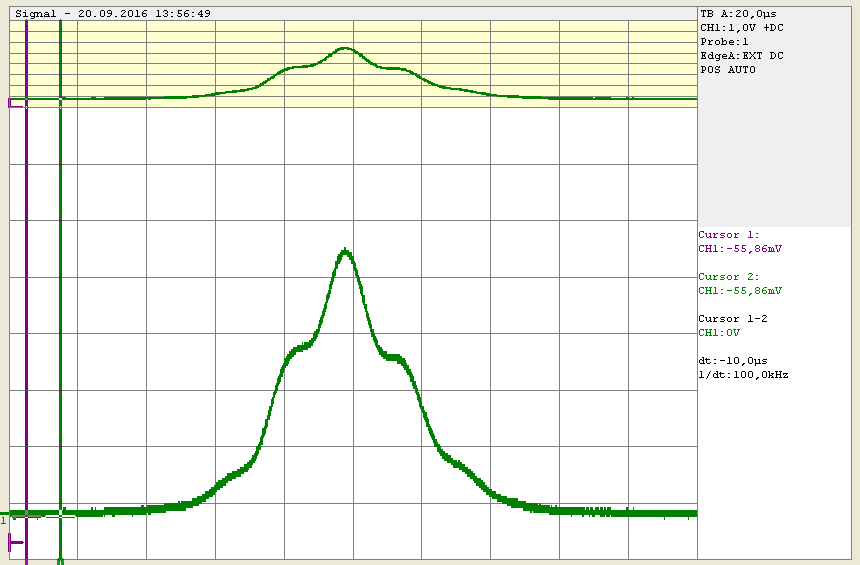 Signal - 20.09.2016 13:56:49
TB A:20,0µs
CH1:1,0V +DC
Probe:1
EdgeA:EXT DC
POS AUTO
Cursor 1:
CH1:-55,86mV
Cursor 2:
CH1:-55,86mV
Cursor 1-2
CH1:0V
dt:-10,0µs
1/dt:100,0kHz
1